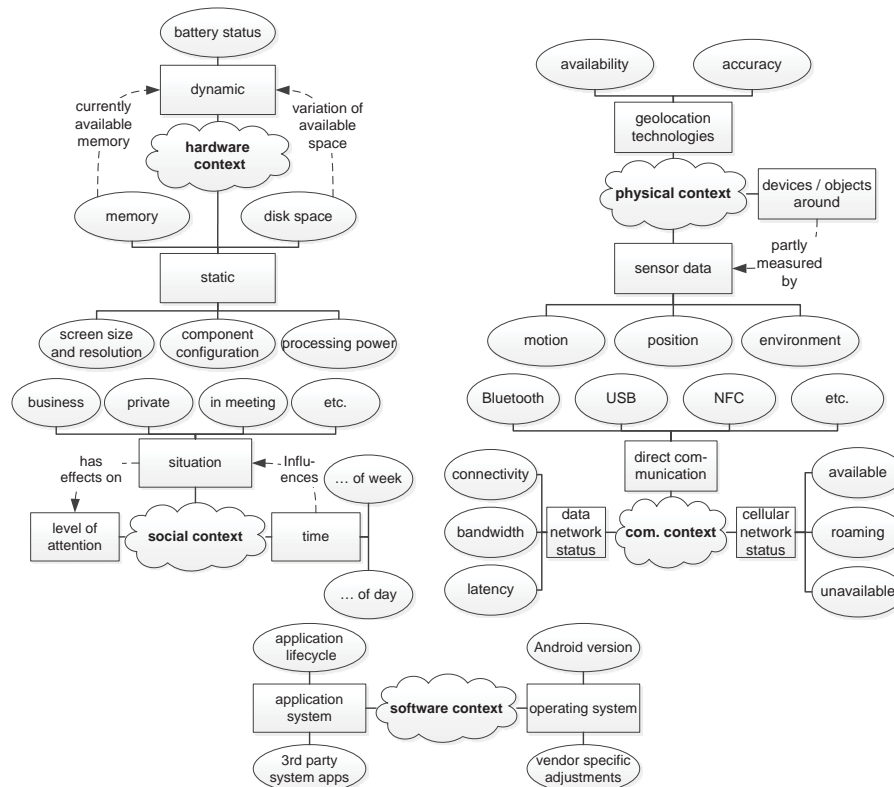 battery status
dynamic
currently
available
memory
variation of
available
space
hardware
context
memory
disk space
static
screen size
and resolution
component
configuration
processing power
availability
accuracy
geolocation
technologies
physical context
devices / objects
around
partly
measured
by
sensor data
motion
position
environment
business
private
in meeting
etc.
has
effects on
situation
Influ-
ences
... of week
level of
attention
social context
time
... of day
Bluetooth
USB
NFC
etc.
direct com-
munication
connectivity
bandwidth
latency
data
network
status
com. context
cellular
network
status
available
roaming
unavailable
application
lifecycle
application
system
3rd party
system apps
software context
Android version
operating system
vendor specific
adjustments